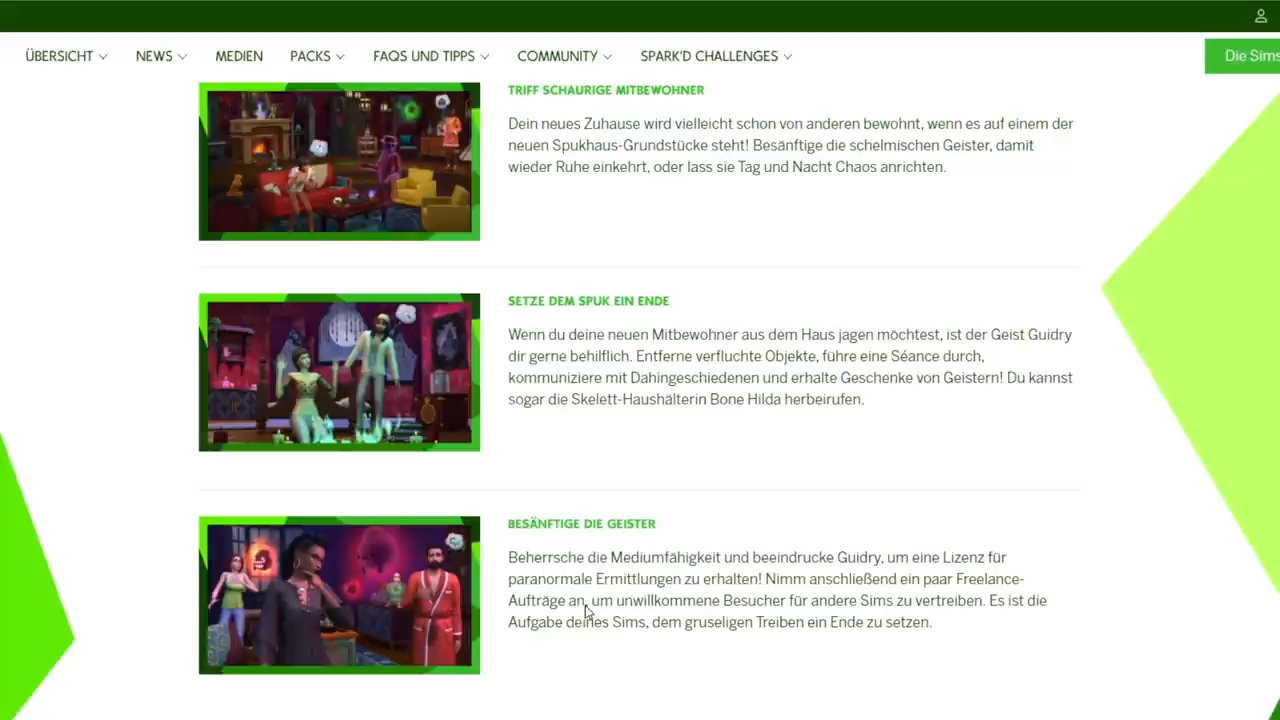 ÜBERSICHT NEWS MEDIEN PACKS FAQS UND TIPPS COMMUNITY SPARK'D CHALLENGES Die Sims
TRIFF SCHAURIGE MITBEWOHNER
Dein neues Zuhause wird vielleicht schon von anderen bewohnt, wenn es auf einem der
neuen Spukhaus-Grundstücke steht! Besänftige die schelmischen Geister, damit
wieder Ruhe einkehrt, oder lass sie Tag und Nacht Chaos anrichten.
SETZE DEM SPUK EIN ENDE
Wenn du deine neuen Mitbewohner aus dem Haus jagen möchtest, ist der Geist Guidry
dir gerne behilflich. Entferne verfluchte Objekte, führe eine Séance durch,
kommuniziere mit Dahingeschiedenen und erhalte Geschenke von Geistern! Du kannst
sogar die Skelett-Haushälterin Bone Hilda herbeirufen.
BESÄNFTIGE DIE GEISTER
Beherrsche die Mediumfähigkeit und beeindrucke Guidry, um eine Lizenz für
paranormale Ermittlungen zu erhalten! Nimm anschließend ein paar Freelance-
Aufträge an, um unwillkommene Besucher für andere Sims zu vertreiben. Es ist die
Aufgabe deines Sims, dem gruseligen Treiben ein Ende zu setzen.